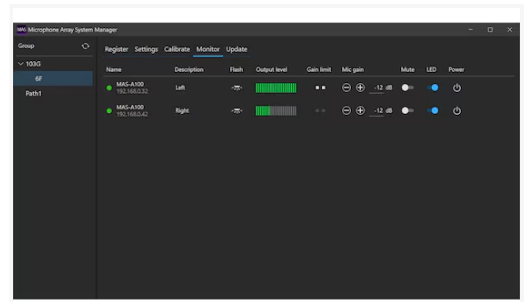 MAS Microphone Array System Manager
Group
Register Settings Calibrate Monitor Update
103G
6F
Path1
Name Description Flash Output level Gain limit Mic gain Mute LED Power
MAS-A100 Left -12 dB
192.168.0.32
MAS-A100 Right -12 dB
192.168.0.42